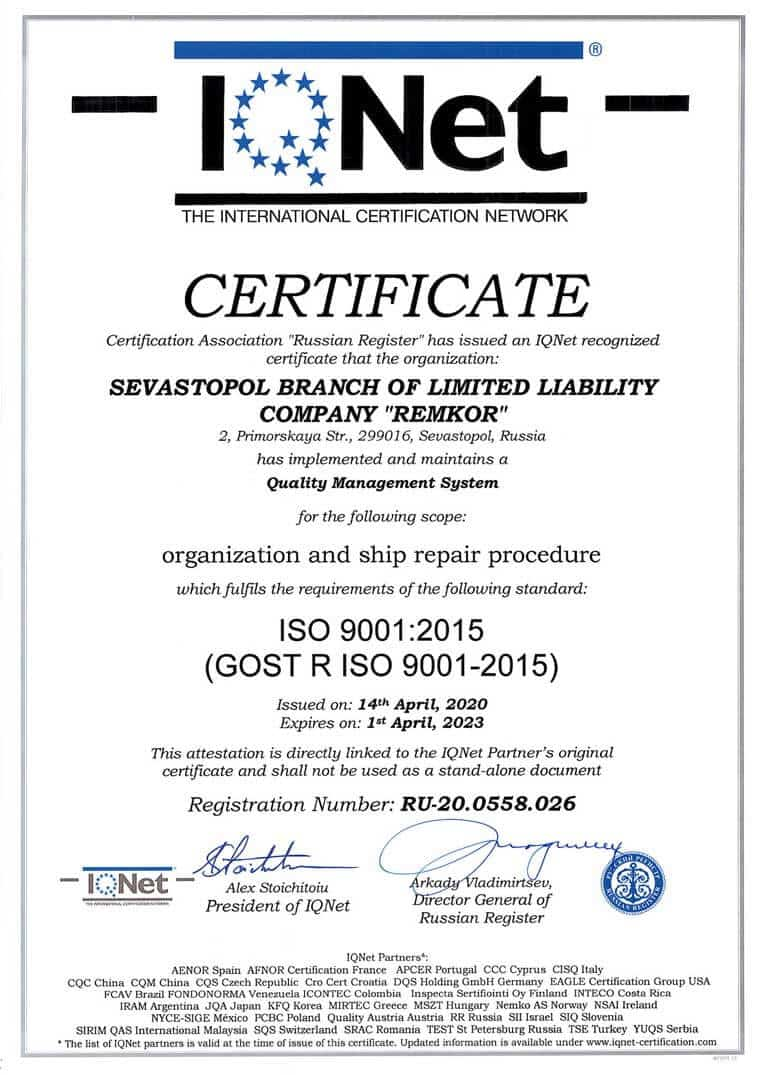 IQNet ®
THE INTERNATIONAL CERTIFICATION NETWORK
CERTIFICATE
Certification Association "Russian Register" has issued an IQNet recognized
certificate that the organization:
SEVASTOPOL BRANCH OF LIMITED LIABILITY
COMPANY "REMKOR"
2, Primorskaya Str., 299016, Sevastopol, Russia
has implemented and maintains a
Quality Management System
for the following scope:
organization and ship repair procedure
which fulfils the requirements of the following standard:
ISO 9001:2015
(GOST R ISO 9001-2015)
Issued on: 14th April, 2020
Expires on: 1st April, 2023
This attestation is directly linked to the IQNet Partner's original
certificate and shall not be used as a stand-alone document
Registration Number: RU-20.0558.026
IQNet
THE INTERNATIONAL CERTIFICATION NETWORK
Alex Stoichitoiu
President of IQNet
Arkady Vladimirtsev,
Director General of
Russian Register
РУССКИЙ РЕГИСТР
RUSSIAN REGISTER
IQNet Partners*:
AENOR Spain AFNOR Certification France APCER Portugal CCC Cyprus CISQ Italy
CQC China CQM China CQS Czech Republic Cro Cert Croatia DQS Holding GmbH Germany EAGLE Certification Group USA
FCAV Brazil FONDONORMA Venezuela ICONTEC Colombia Inspecta Sertifiointi Oy Finland INTECO Costa Rica
IRAM Argentina JQA Japan KFQ Korea MIRTEC Greece MSZT Hungary Nemko AS Norway NSAI Ireland
NYCE-SIGE México PCBC Poland Quality Austria Austria RR Russia SII Israel SIQ Slovenia
SIRIM QAS International Malaysia SQS Switzerland SRAC Romania TEST St Petersburg Russia TSE Turkey YUQS Serbia
* The list of IQNet partners is valid at the time of issue of this certificate. Updated information is available under www.iqnet-certification.com